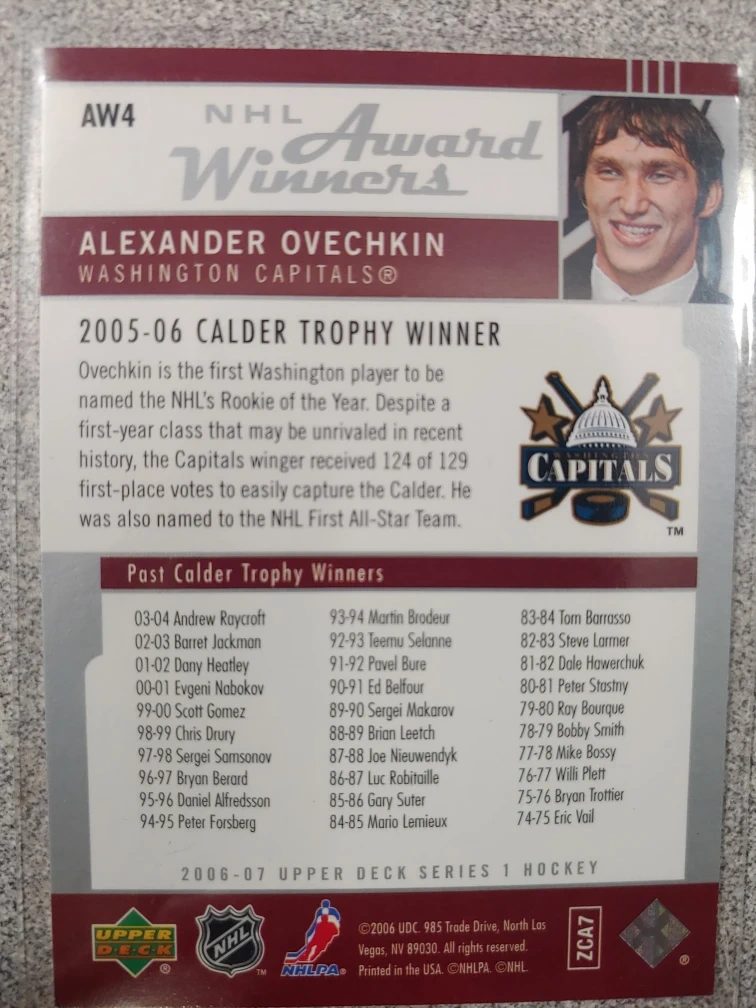 AW4
NHL
Award
Winners
ALEXANDER OVECHKIN
WASHINGTON CAPITALS®
2005-06 CALDER TROPHY WINNER
Ovechkin is the first Washington player to be
named the NHL's Rookie of the Year. Despite a
first-year class that may be unrivaled in recent
history, the Capitals winger received 124 of 129
first-place votes to easily capture the Calder. He
was also named to the NHL First All-Star Team.
WASHINGTON
CAPITALS
TM
Past Calder Trophy Winners
03-04 Andrew Raycroft
02-03 Barret Jackman
01-02 Dany Heatley
00-01 Evgeni Nabokov
99-00 Scott Gomez
98-99 Chris Drury
97-98 Sergei Samsonov
96-97 Bryan Berard
95-96 Daniel Alfredsson
94-95 Peter Forsberg
93-94 Martin Brodeur
92-93 Teemu Selanne
91-92 Pavel Bure
90-91 Ed Belfour
89-90 Sergei Makarov
88-89 Brian Leetch
87-88 Joe Nieuwendyk
86-87 Luc Robitaille
85-86 Gary Suter
84-85 Mario Lemieux
83-84 Tom Barrasso
82-83 Steve Larmer
81-82 Dale Hawerchuk
80-81 Peter Stastny
79-80 Ray Bourque
78-79 Bobby Smith
77-78 Mike Bossy
76-77 Willi Plett
75-76 Bryan Trottier
74-75 Eric Vail
2006-07 UPPER DECK SERIES 1 HOCKEY
UPPER
DECK
®
NHL
TM
NHLPA®
©2006 UDC. 985 Trade Drive, North Las
Vegas, NV 89030. All rights reserved.
Printed in the USA. ©NHLPA. ©NHL.
ZCA7
®